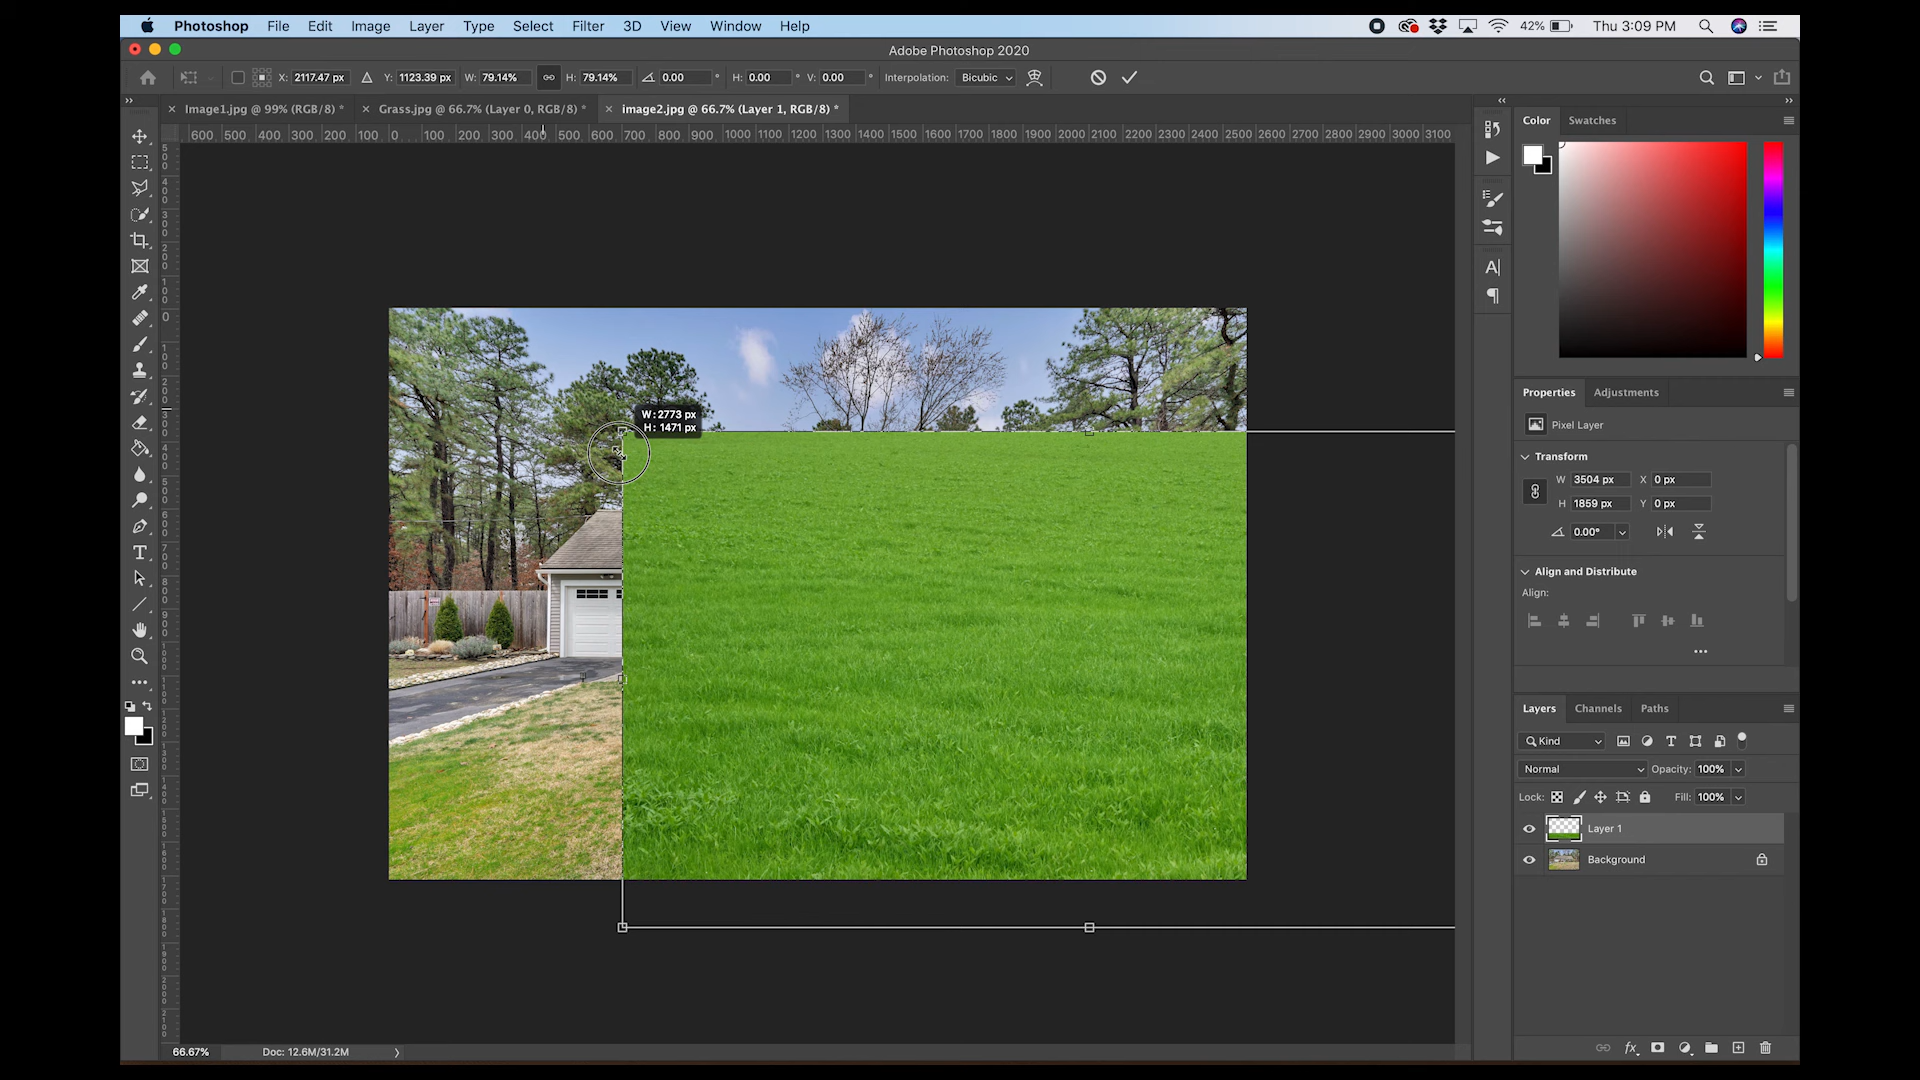 Photoshop File Edit Image Layer Type Select Filter 3D View Window Help 42% Thu 3:09 PM
Adobe Photoshop 2020
X: 2117.47 px Y: 1123.39 px W: 79.14% H: 79.14% 0.00 ° H: 0.00 ° V: 0.00 ° Interpolation: Bicubic
Image1.jpg @ 99% (RGB/8) * Grass.jpg @ 66.7% (Layer 0, RGB/8) * image2.jpg @ 66.7% (Layer 1, RGB/8) *
600 500 400 300 200 100 0 100 200 300 400 500 600 700 800 900 1000 1100 1200 1300 1400 1500 1600 1700 1800 1900 2000 2100 2200 2300 2400 2500 2600 2700 2800 2900 3000 3100
Color Swatches
W: 2773 px
H: 1471 px
Properties Adjustments
Pixel Layer
Transform
W 3504 px X 0 px
H 1859 px Y 0 px
0.00°
Align and Distribute
Align:
Layers Channels Paths
Kind
Normal Opacity: 100%
Lock: Fill: 100%
Layer 1
Background
66.67% Doc: 12.6M/31.2M